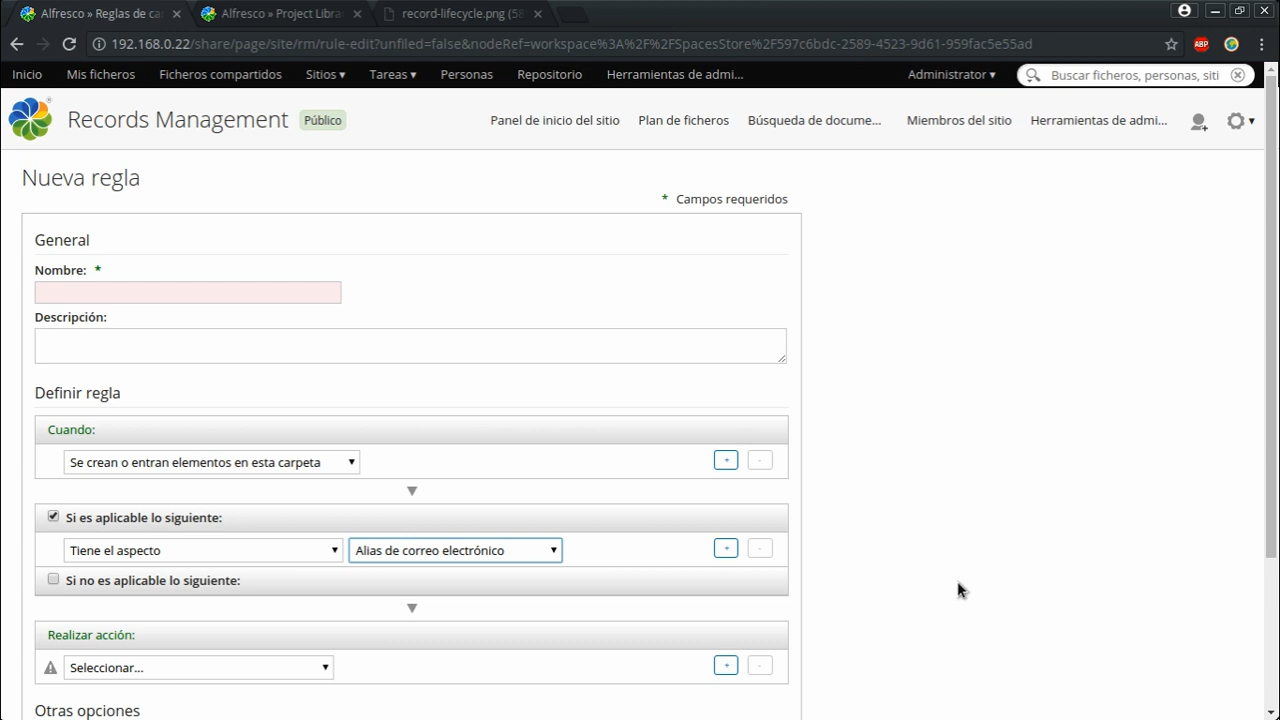 Alfresco » Reglas de ca
Alfresco » Project Libra
record-lifecycle.png (58
192.168.0.22/share/page/site/rm/rule-edit?unfiled=false&nodeRef=workspace%3A%2F%2FSpacesStore%2F597c6bdc-2589-4523-9d61-959fac5e55ad
ABP
Inicio Mis ficheros Ficheros compartidos Sitios ▾ Tareas ▾ Personas Repositorio Herramientas de admi... Administrator ▾ Buscar ficheros, personas, siti
Records Management Público Panel de inicio del sitio Plan de ficheros Búsqueda de docume... Miembros del sitio Herramientas de admi...
Nueva regla
* Campos requeridos
General
Nombre: *
Descripción:
Definir regla
Cuando:
Se crean o entran elementos en esta carpeta + -
Si es aplicable lo siguiente:
Tiene el aspecto Alias de correo electrónico + -
Si no es aplicable lo siguiente:
Realizar acción:
Seleccionar... + -
Otras opciones